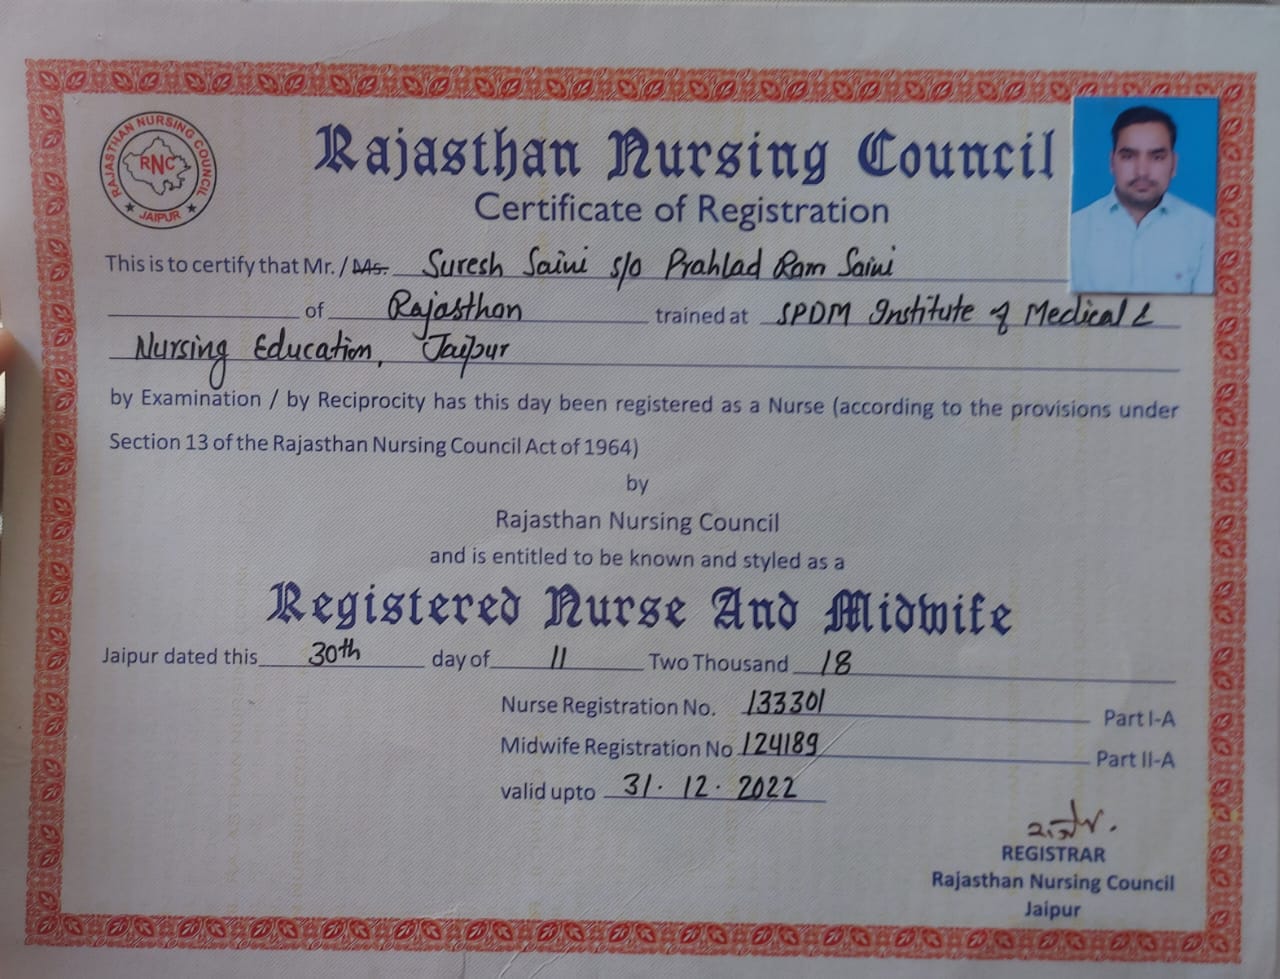 RAJASTHAN NURSING COUNCIL
RNC
★ JAIPUR ★
Rajasthan Nursing Council
Certificate of Registration
This is to certify that Mr. / Ms. Suresh Saini s/o Prahlad Ram Saini
of Rajasthan trained at SPDM Institute of Medical &
Nursing Education, Jaipur
by Examination / by Reciprocity has this day been registered as a Nurse (according to the provisions under
Section 13 of the Rajasthan Nursing Council Act of 1964)
by
Rajasthan Nursing Council
and is entitled to be known and styled as a
Registered Nurse And Midwife
Jaipur dated this 30th day of 11 Two Thousand 18
Nurse Registration No. 133301 Part I-A
Midwife Registration No 124189 Part II-A
valid upto 31. 12. 2022
REGISTRAR
Rajasthan Nursing Council
Jaipur